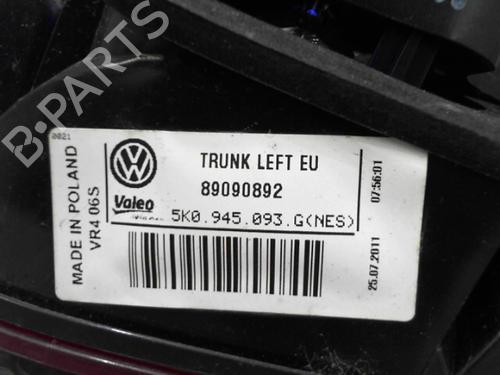 B-PARTS
0021
MADE IN POLAND
VR4 06S
Valeo
TRUNK LEFT EU
89090892
5K0.945.093.G(NES)
07:56:01
25.07.2011